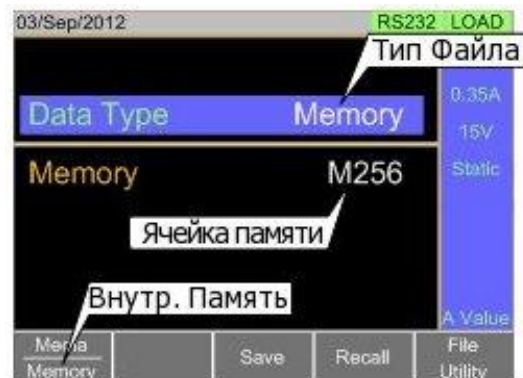 03/Sep/2012 RS232 LOAD
Тип Файла
Data Type Memory
0.35A
15V
Memory M256
Static
Ячейка памяти
Внутр. Память
A Value
Media
Memory
Save
Recall
File
Utility